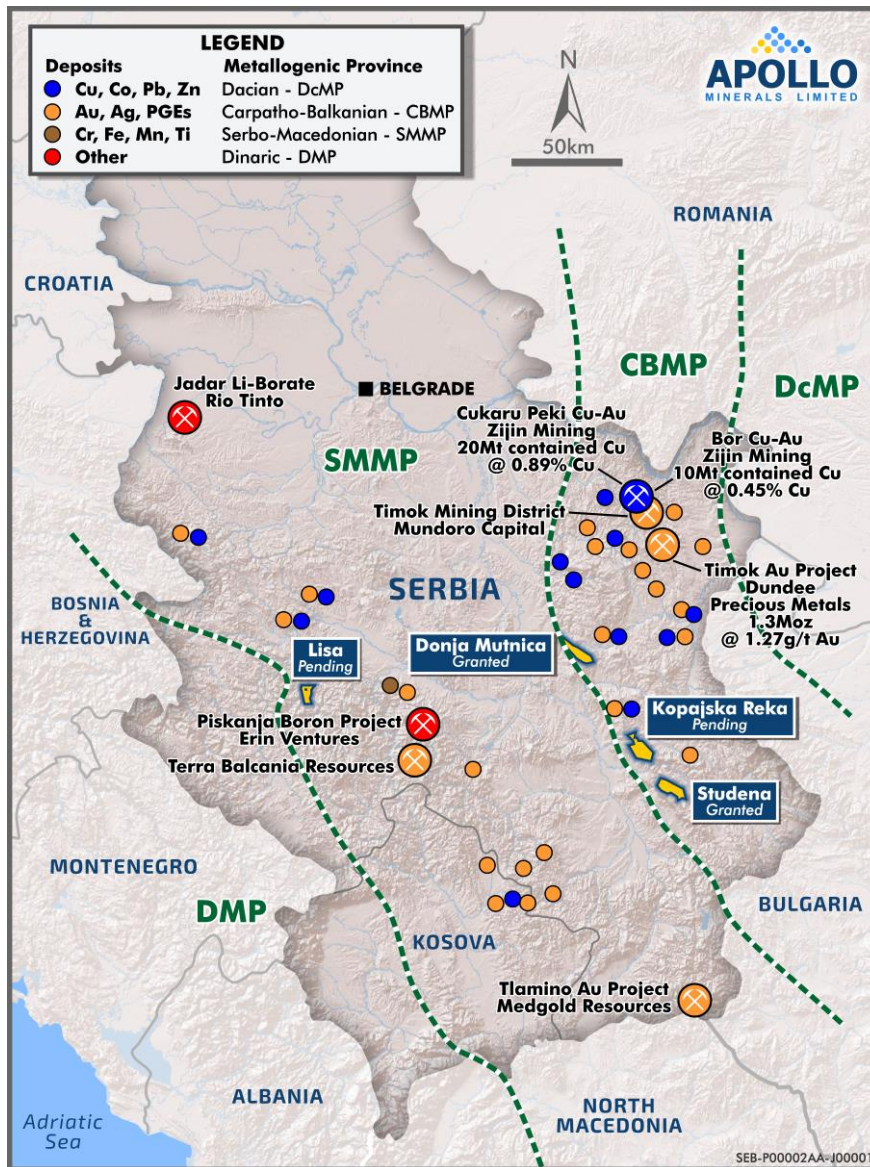 LEGEND
Deposits
Metallogenic Province
Cu, Co, Pb, Zn
Dacian - DcMP
Au, Ag, PGEs
Carpatho-Balkanian - CBMP
Cr, Fe, Mn, Ti
Serbo-Macedonian - SMMP
Other
Dinaric - DMP
N
50km
APOLLO
MINERALS LIMITED
ROMANIA
CROATIA
CBMP
DcMP
Jadar Li-Borate
Rio Tinto
BELGRADE
SMMP
Cukaru Peki Cu-Au
Zijin Mining
20Mt contained Cu
@ 0.89% Cu
Bor Cu-Au
Zijin Mining
10Mt contained Cu
@ 0.45% Cu
Timok Mining District
Mundoro Capital
Timok Au Project
Dundee
Precious Metals
1.3Moz
@ 1.27g/t Au
SERBIA
BOSNIA
&
HERZEGOVINA
Lisa
Pending
Donja Mutnica
Granted
Piskanja Boron Project
Erin Ventures
Terra Balcania Resources
Kopajska Reka
Pending
Studena
Granted
MONTENEGRO
DMP
KOSOVA
BULGARIA
Tlamino Au Project
Medgold Resources
ALBANIA
NORTH
MACEDONIA
Adriatic
Sea
SEB-P00002AA-J00001